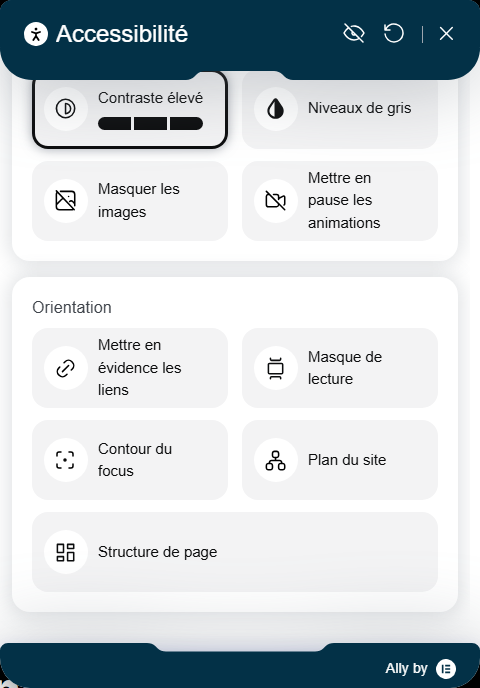 Accessibilité
Contraste élevé
Niveaux de gris
Masquer les
images
Mettre en
pause les
animations
Orientation
Mettre en
évidence les
liens
Masque de
lecture
Contour du
focus
Plan du site
Structure de page
Ally by